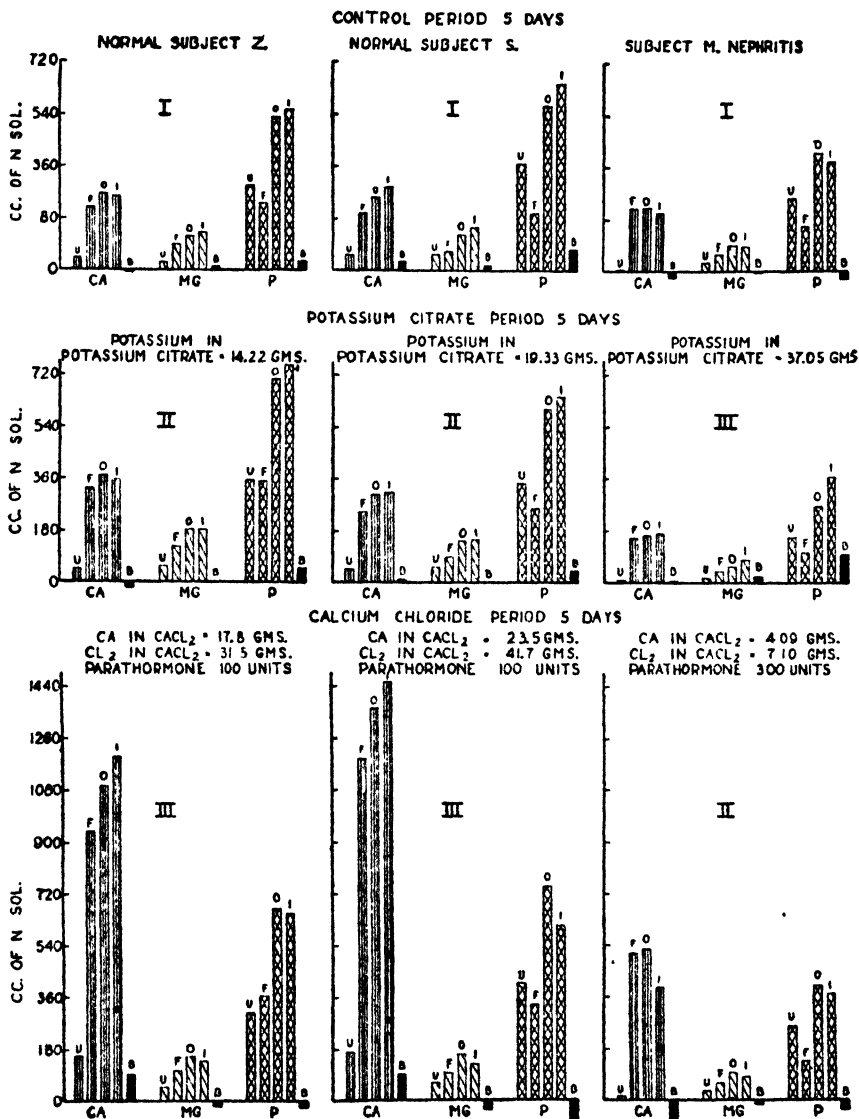 CONTROL PERIOD 5 DAYS
NORMAL SUBJECT Z. NORMAL SUBJECT S. SUBJECT M. NEPHRITIS
CC. OF N SOL.
720
540
360
80
0
I I I
U F O I B U F O I B U F O I B
U F O I B U F O I B U F O I B
U F O I B U F O I B U F O I B
CA MG P CA MG P CA MG P
POTASSIUM CITRATE PERIOD 5 DAYS
POTASSIUM IN POTASSIUM IN POTASSIUM IN
POTASSIUM CITRATE = 14.22 GMS. POTASSIUM CITRATE = 19.33 GMS. POTASSIUM CITRATE = 37.05 GMS
CC. OF N SOL.
720
540
360
180
0
II II III
U F O I B U F O I B U F O I B
U F O I B U F O I B U F O I B
U F O I B U F O I B U F O I B
CA MG P CA MG P CA MG P
CALCIUM CHLORIDE PERIOD 5 DAYS
CA IN CACL2 = 17.8 GMS. CA IN CACL2 = 23.5 GMS. CA IN CACL2 = 4.09 GMS.
CL2 IN CACL2 = 31.5 GMS. CL2 IN CACL2 = 41.7 GMS. CL2 IN CACL2 = 7.10 GMS.
PARATHORMONE 100 UNITS PARATHORMONE 100 UNITS PARATHORMONE 300 UNITS
CC. OF N SOL.
1440
1260
1080
900
720
540
360
180
0
III III II
U F O I B U F O I B U F O I B
U F O I B U F O I B U F O I B
U F O I B U F O I B U F O I B
CA MG P CA MG P CA MG P